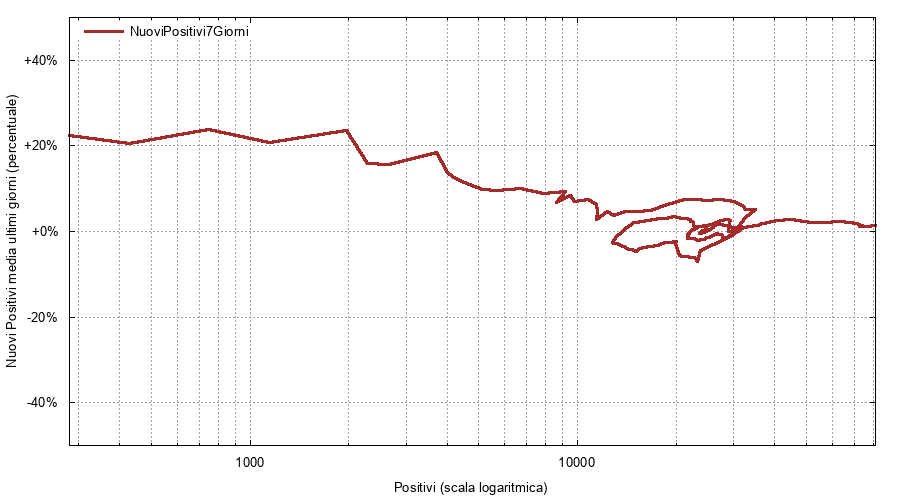 NuoviPositivi7Giorni
+40%
+20%
+0%
-20%
-40%
Nuovi Positivi media ultimi giorni (percentuale)
1000
10000
Positivi (scala logaritmica)